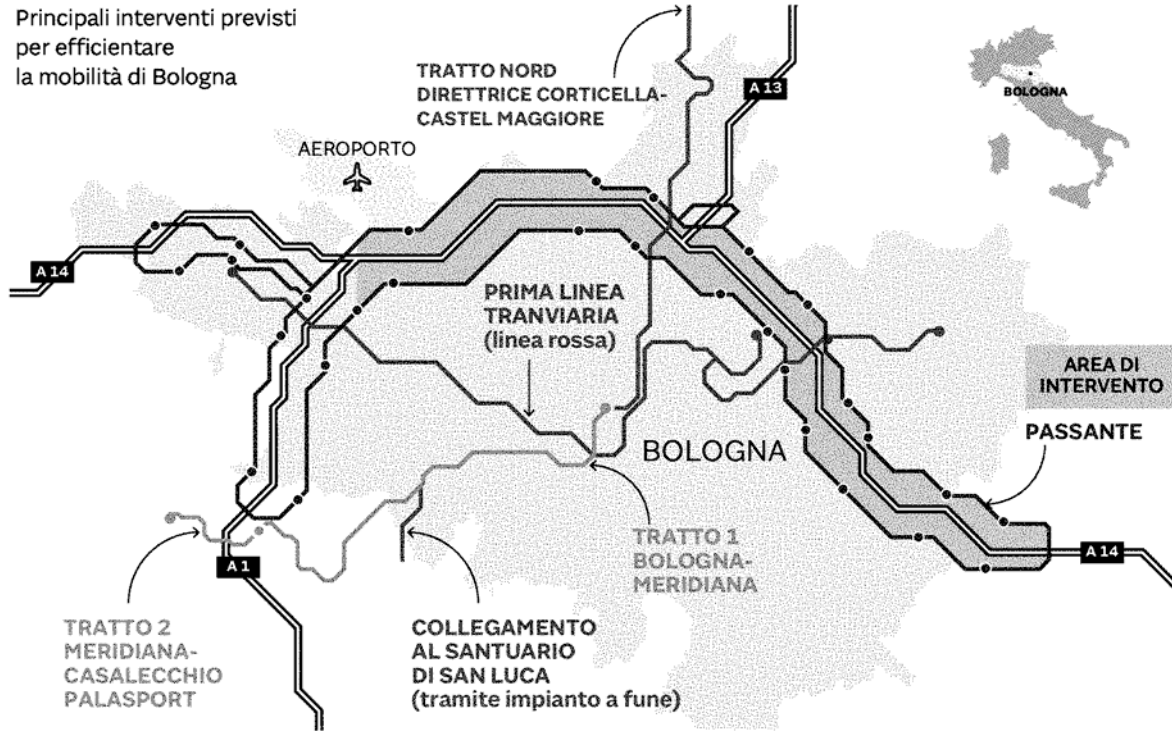 Principali interventi previsti
per efficientare
la mobilità di Bologna
TRATTO NORD
DIRETTRICE CORTICELLA-
CASTEL MAGGIORE
A 13
BOLOGNA
AEROPORTO
A 14
PRIMA LINEA
TRANVIARIA
(linea rossa)
AREA DI
INTERVENTO
PASSANTE
BOLOGNA
TRATTO 1
BOLOGNA-
MERIDIANA
A 14
A 1
TRATTO 2
MERIDIANA-
CASALECCHIO
PALASPORT
COLLEGAMENTO
AL SANTUARIO
DI SAN LUCA
(tramite impianto a fune)